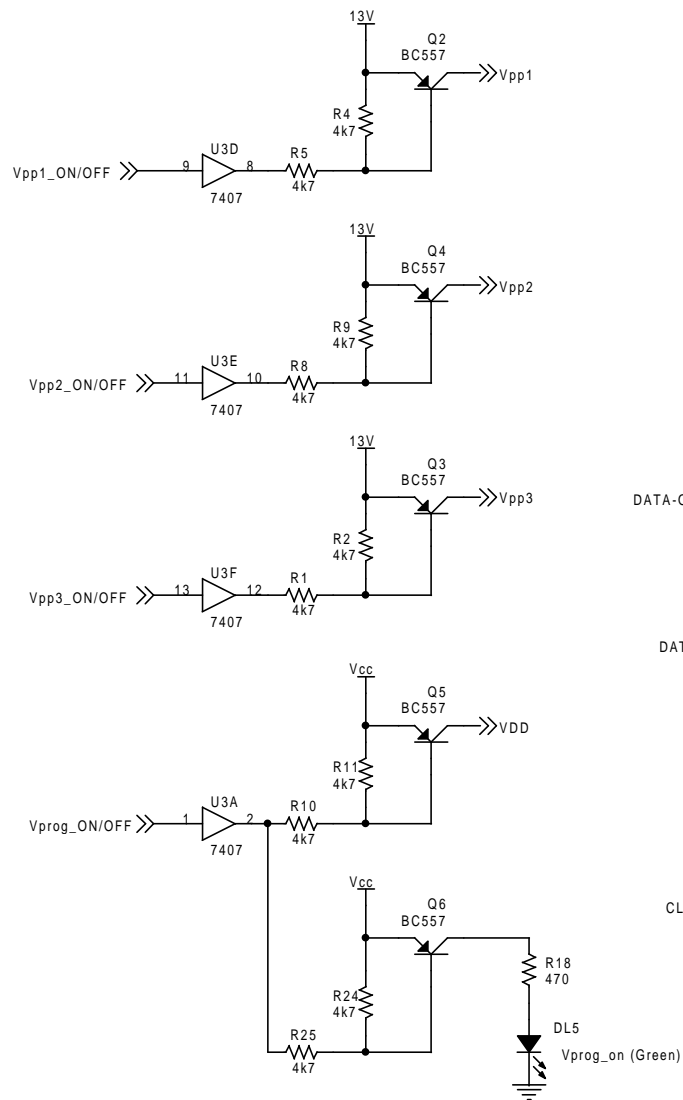 13V
Q2
BC557
Vpp1
R4
4k7
U3D
R5
Vpp1_ON/OFF
9
8
4k7
7407
13V
Q4
BC557
Vpp2
R9
4k7
U3E
R8
Vpp2_ON/OFF
11
10
4k7
7407
13V
Q3
BC557
Vpp3
R2
4k7
U3F
R1
Vpp3_ON/OFF
13
12
4k7
7407
Vcc
Q5
BC557
VDD
R11
4k7
U3A
R10
Vprog_ON/OFF
1
2
4k7
7407
Vcc
Q6
BC557
R18
470
R24
4k7
R25
4k7
DL5
Vprog_on (Green)
DATA-
DAT
CL